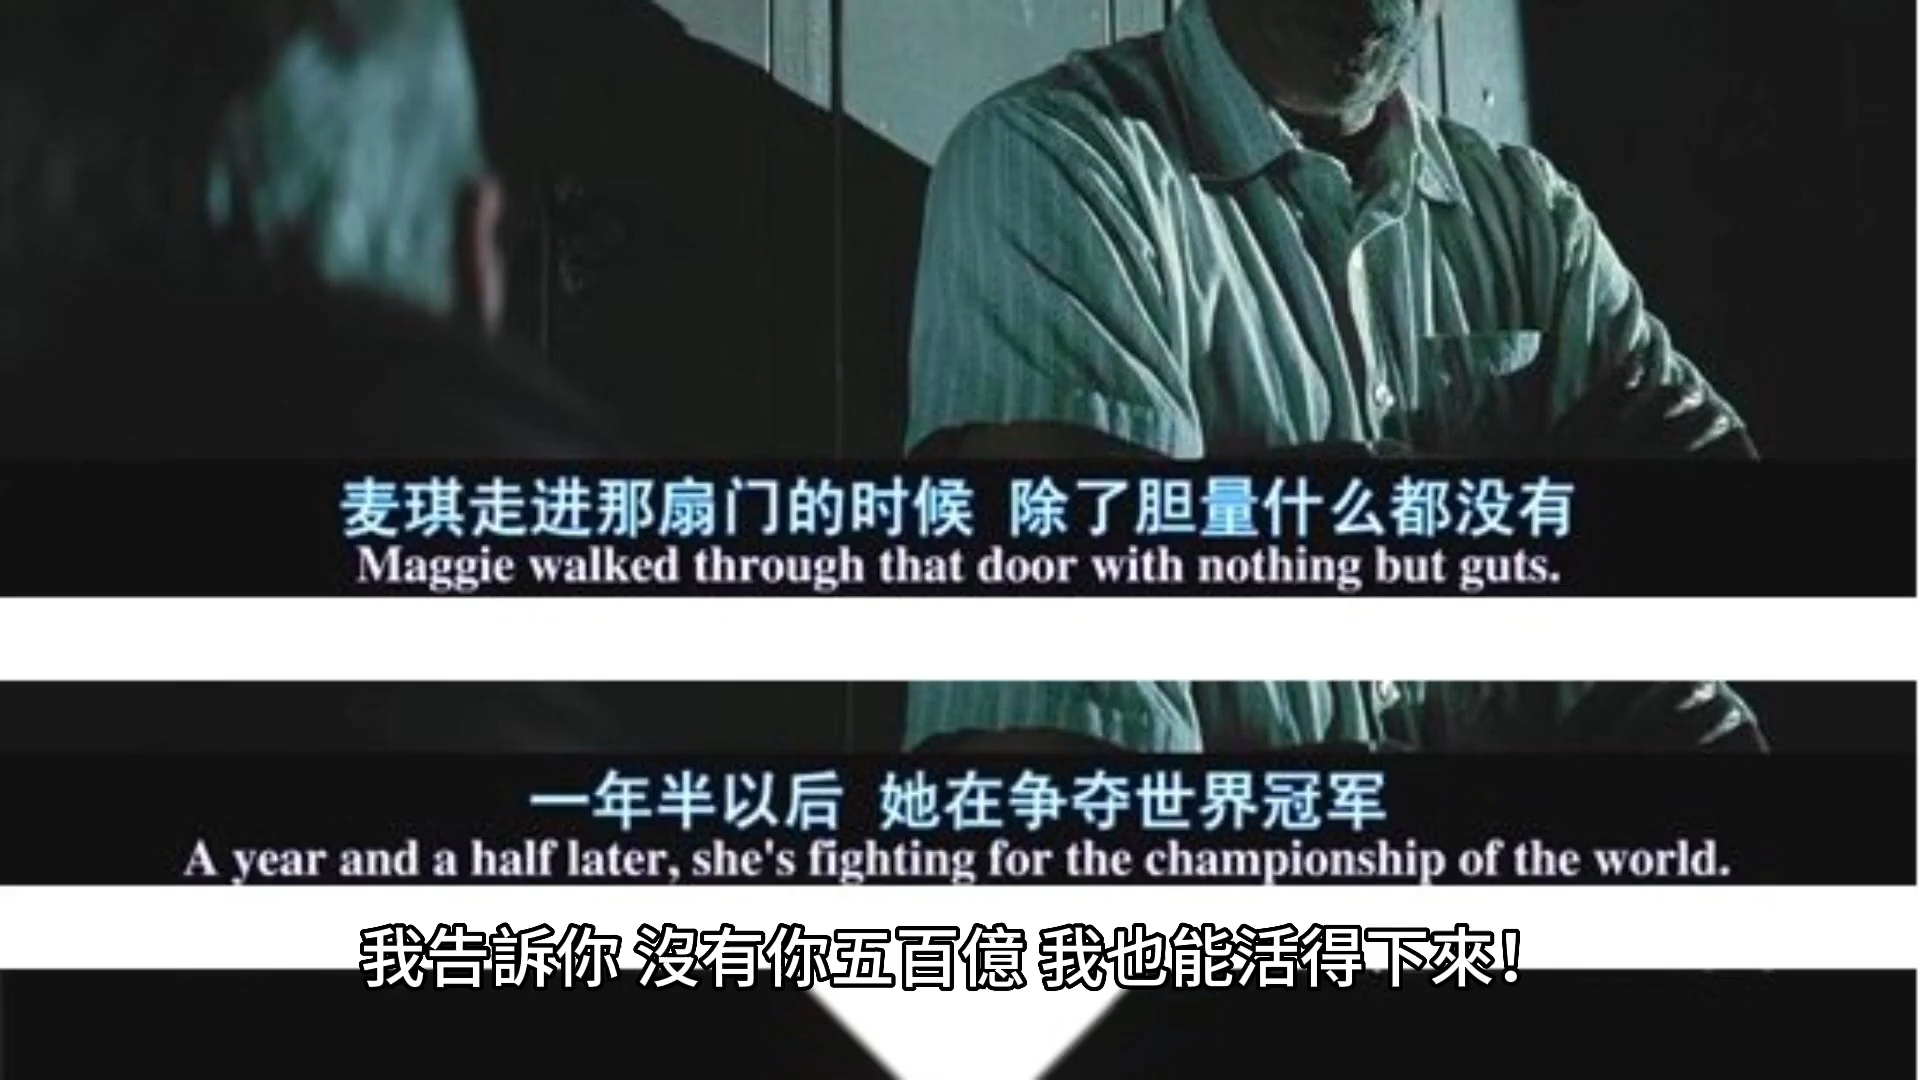 麦琪走进那扇门的时候 除了胆量什么都没有
Maggie walked through that door with nothing but guts.
一年半以后 她在争夺世界冠军
A year and a half later, she's fighting for the championship of the world.
我告訴你 沒有你五百億 我也能活得下來!